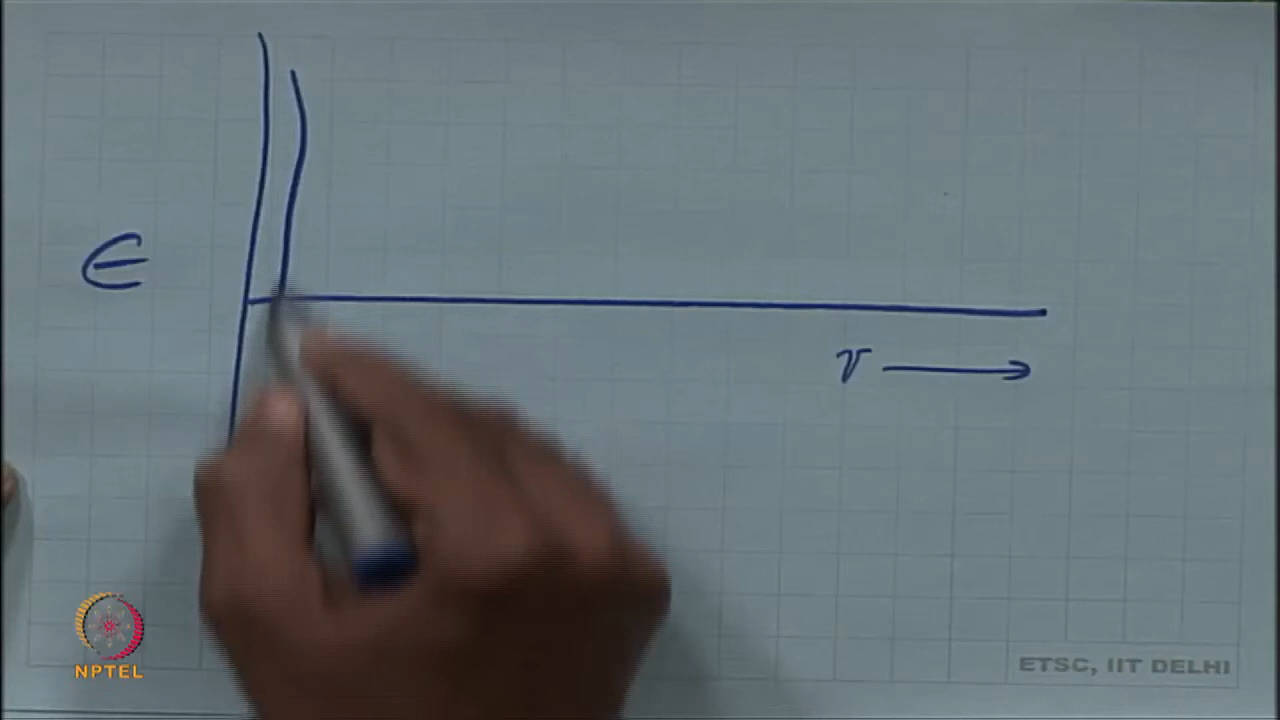 ϵ
r →
NPTEL
ETSC, IIT DELHI